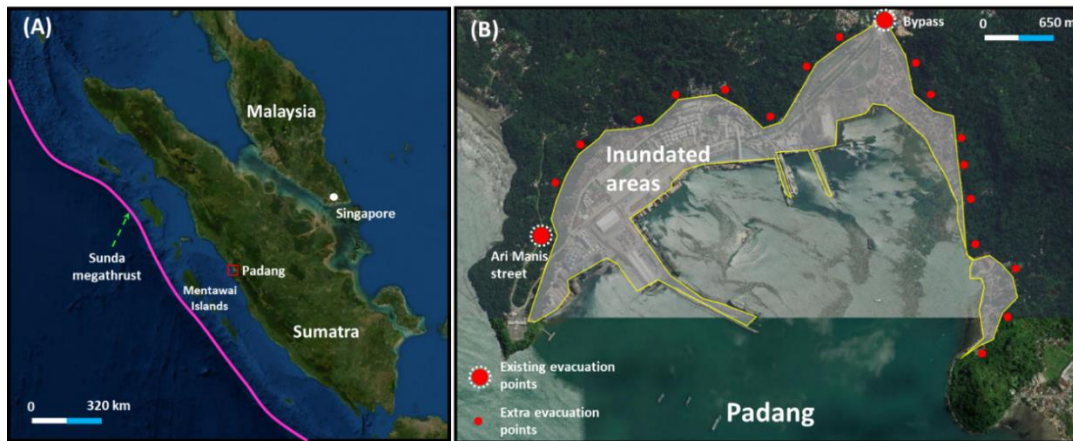 (A)
Malaysia
Singapore
Sunda
megathrust
Padang
Mentawai
Islands
Sumatra
0 320 km
(B)
Bypass
0 650 m
Inundated
areas
Ari Manis
street
Existing evacuation
points
Extra evacuation
points
Padang